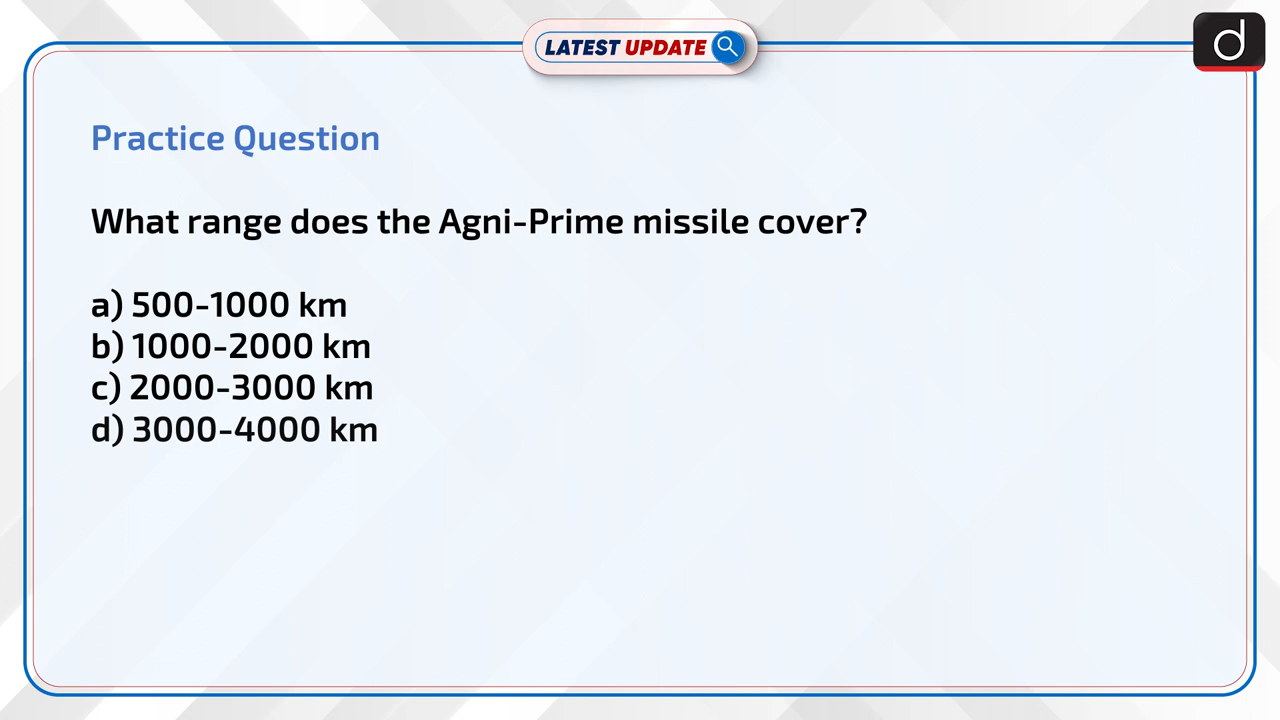 LATEST UPDATE
d
Practice Question
What range does the Agni-Prime missile cover?
a) 500-1000 km
b) 1000-2000 km
c) 2000-3000 km
d) 3000-4000 km